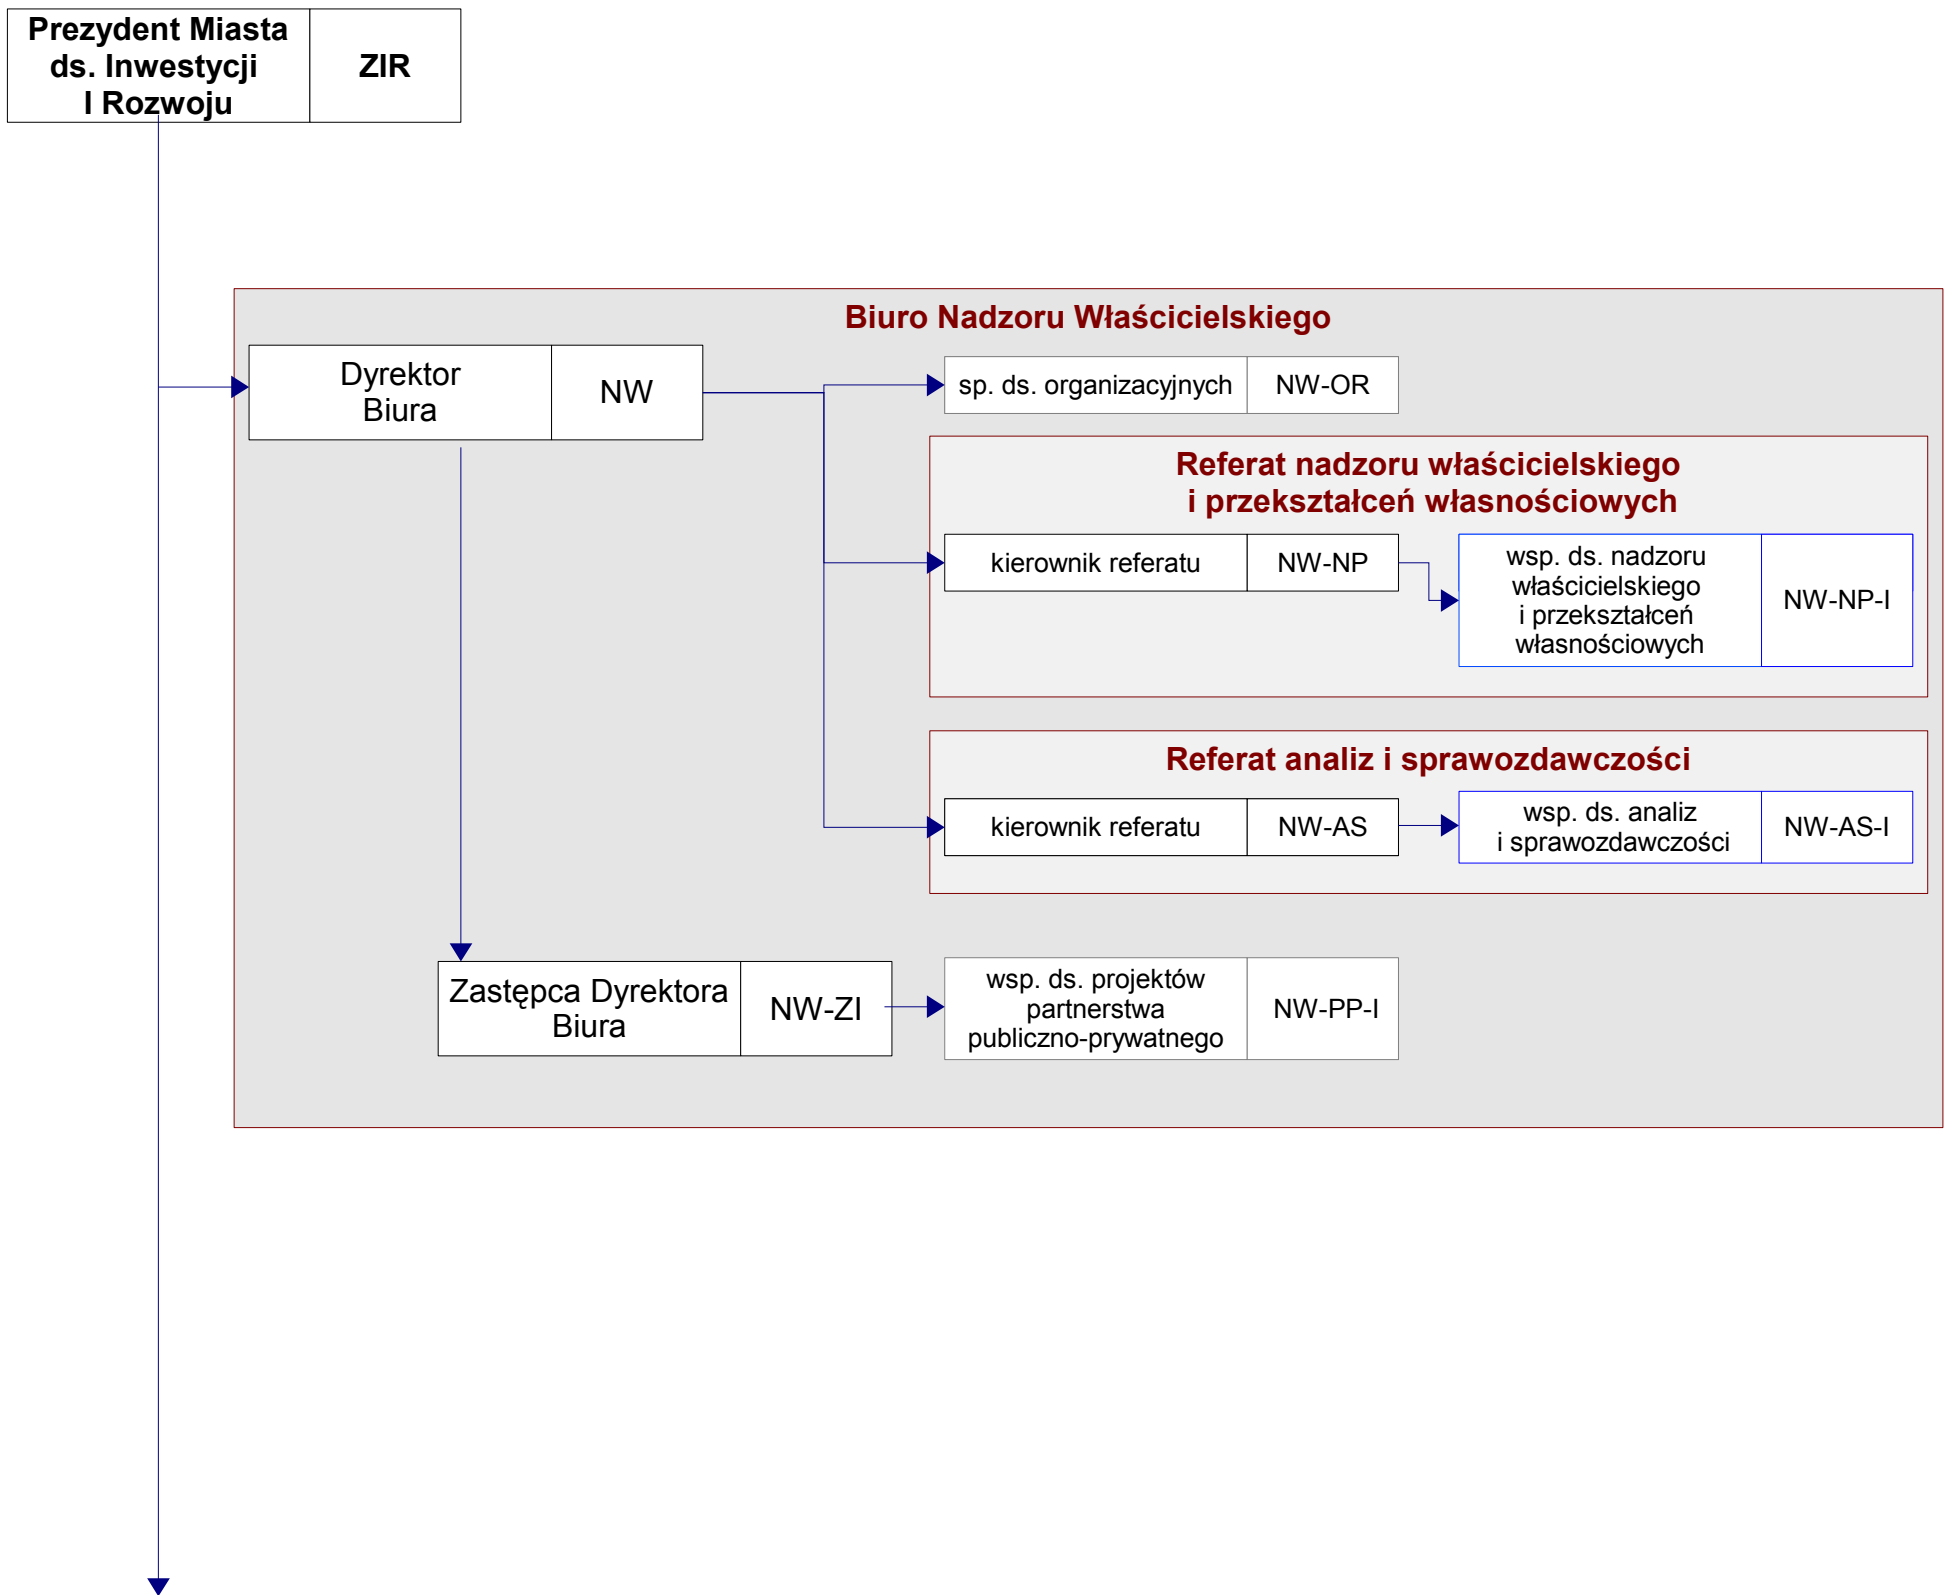 Prezydent Miasta
ds. Inwestycji
I Rozwoju
ZIR
Biuro Nadzoru Właścicielskiego
Dyrektor
Biura
NW
sp. ds. organizacyjnych
NW-OR
Referat nadzoru właścicielskiego
i przekształceń własnościowych
kierownik referatu
NW-NP
wsp. ds. nadzoru
właścicielskiego
i przekształceń
własnościowych
NW-NP-I
Referat analiz i sprawozdawczości
kierownik referatu
NW-AS
wsp. ds. analiz
i sprawozdawczości
NW-AS-I
Zastępca Dyrektora
Biura
NW-ZI
wsp. ds. projektów
partnerstwa
publiczno-prywatnego
NW-PP-I